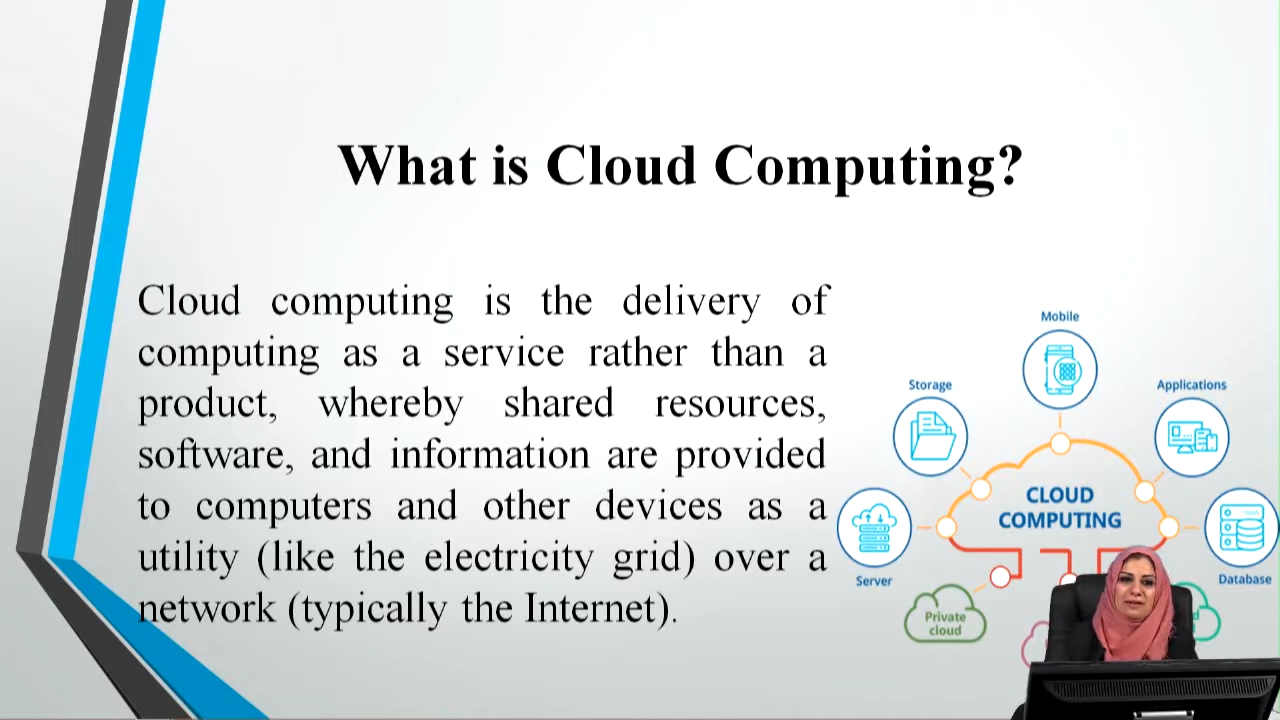 What is Cloud Computing?
Cloud computing is the delivery of
computing as a service rather than a
product, whereby shared resources,
software, and information are provided
to computers and other devices as a
utility (like the electricity grid) over a
network (typically the Internet).
Mobile
Storage
Applications
CLOUD
COMPUTING
Server
Database
Private
cloud